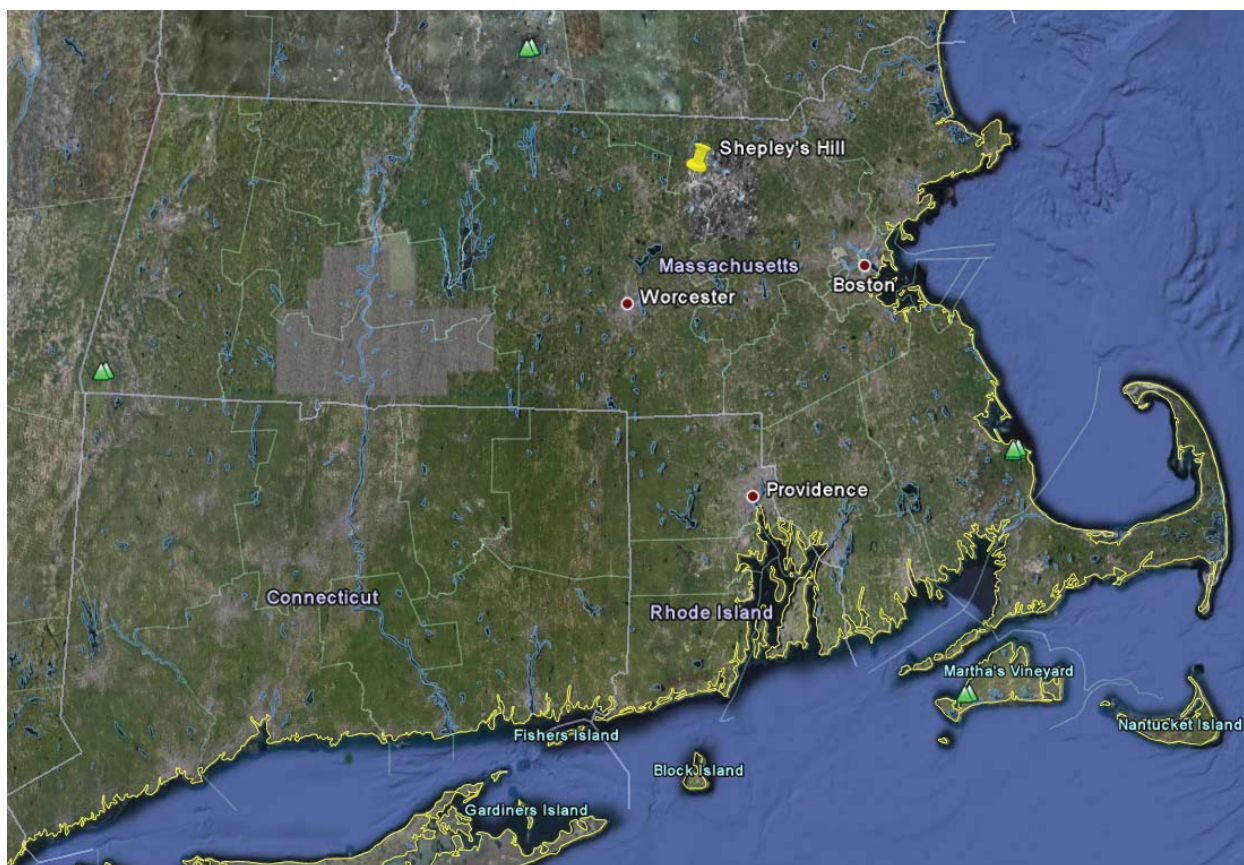 Shepley's Hill
Massachusetts
Boston
Worcester
Providence
Connecticut
Rhode Island
Martha's Vineyard
Nantucket Island
Fishers Island
Block Island
Gardiners Island